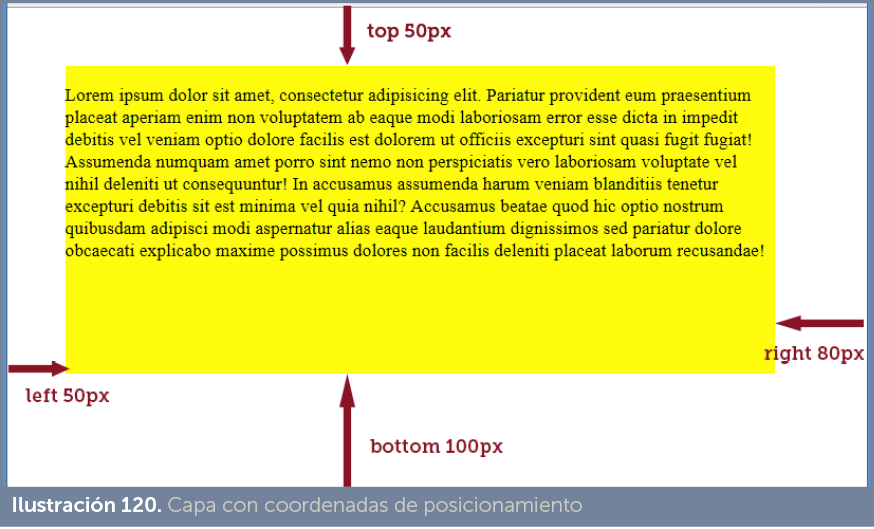 top 50px
Lorem ipsum dolor sit amet, consectetur adipisicing elit. Pariatur provident eum praesentium
placeat aperiam enim non voluptatem ab eaque modi laboriosam error esse dicta in impedit
debitis vel veniam optio dolore facilis est dolorem ut officiis excepturi sint quasi fugit fugiat!
Assumenda numquam amet porro sint nemo non perspiciatis vero laboriosam voluptate vel
nihil deleniti ut consequuntur! In accusamus assumenda harum veniam blanditiis tenetur
excepturi debitis sit est minima vel quia nihil? Accusamus beatae quod hic optio nostrum
quibusdam adipisci modi aspernatur alias eaque laudantium dignissimos sed pariatur dolore
obcaecati explicabo maxime possimus dolores non facilis deleniti placeat laborum recusandae!
right 80px
left 50px
bottom 100px
Ilustración 120. Capa con coordenadas de posicionamiento